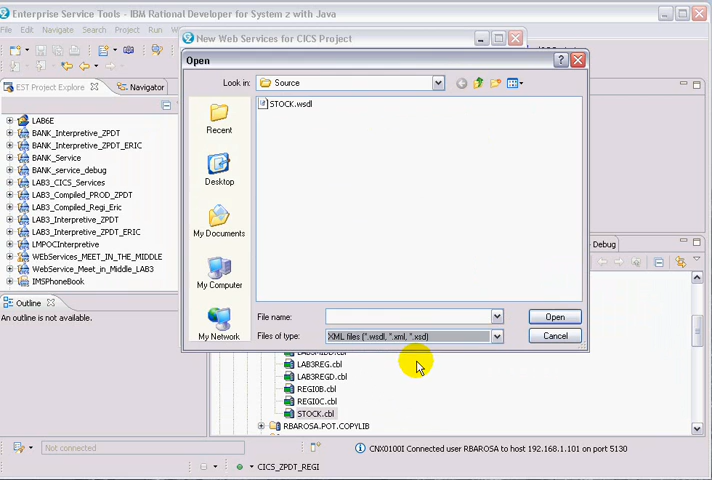 Enterprise Service Tools - IBM Rational Developer for System z with Java
File Edit Navigate Search Project Run
New Web Services for CICS Project
Open
Look in: Source
EST Project Explore
Navigator
STOCK.wsdl
Recent
Desktop
My Documents
My Computer
My Network
LAB6E
BANK_Interpretive_ZPDT
BANK_Interpretive_ZPDT_ERIC
BANK_Service
BANK_service_debug
LAB3_CICS_Services
LAB3_Compiled_PROD_ZPDT
LAB3_Compiled_Regi_Eric
LAB3_Interpretive_ZPDT
LAB3_Interpretive_ZPDT_ERIC
LMPOCInterpretive
WEBServices_MEET_IN_THE_MIDDLE
WebService_Meet_in_Middle_LAB3
IMSPhoneBook
Debug
Outline
An outline is not available.
File name:
Open
Files of type: XML files (*.wsdl, *.xml, *.xsd)
Cancel
LAB3REG.cbl
LAB3REGD.cbl
REGI0B.cbl
REGI0C.cbl
STOCK.cbl
RBAROSA.POT.COPYLIB
Not connected
CNX0100I Connected user RBAROSA to host 192.168.1.101 on port 5130
CICS_ZPDT_REGI